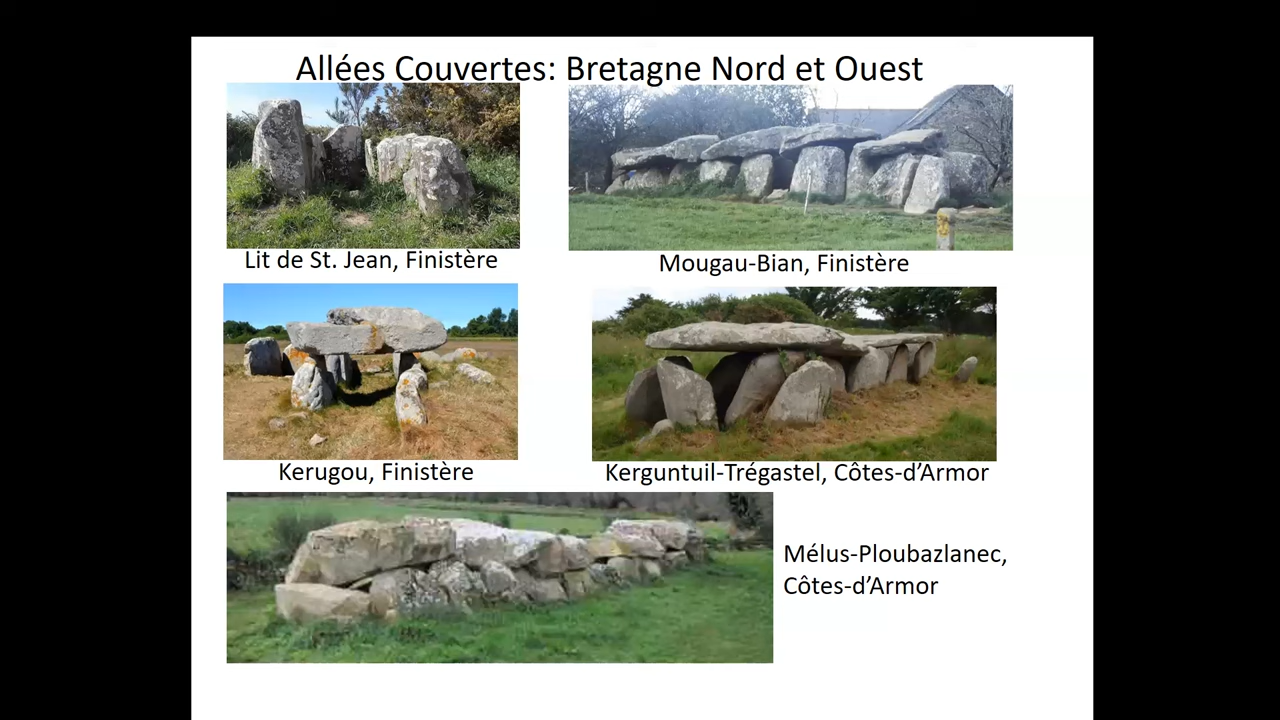 Allées Couvertes: Bretagne Nord et Ouest
Lit de St. Jean, Finistère
Mougau-Bian, Finistère
Kerugou, Finistère
Kerguntuil-Trégastel, Côtes-d’Armor
Mélus-Ploubazlanec,
Côtes-d’Armor